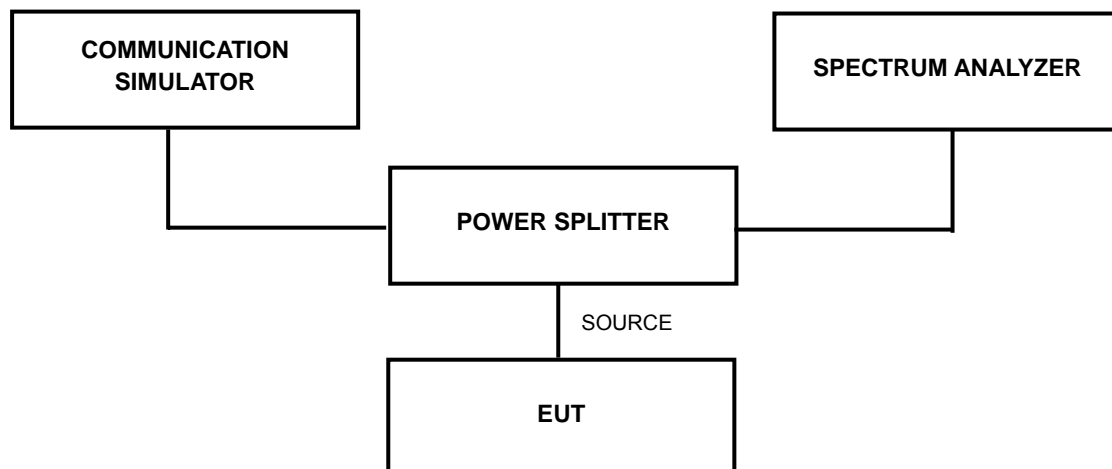 COMMUNICATION
SIMULATOR
SPECTRUM ANALYZER
POWER SPLITTER
SOURCE
EUT